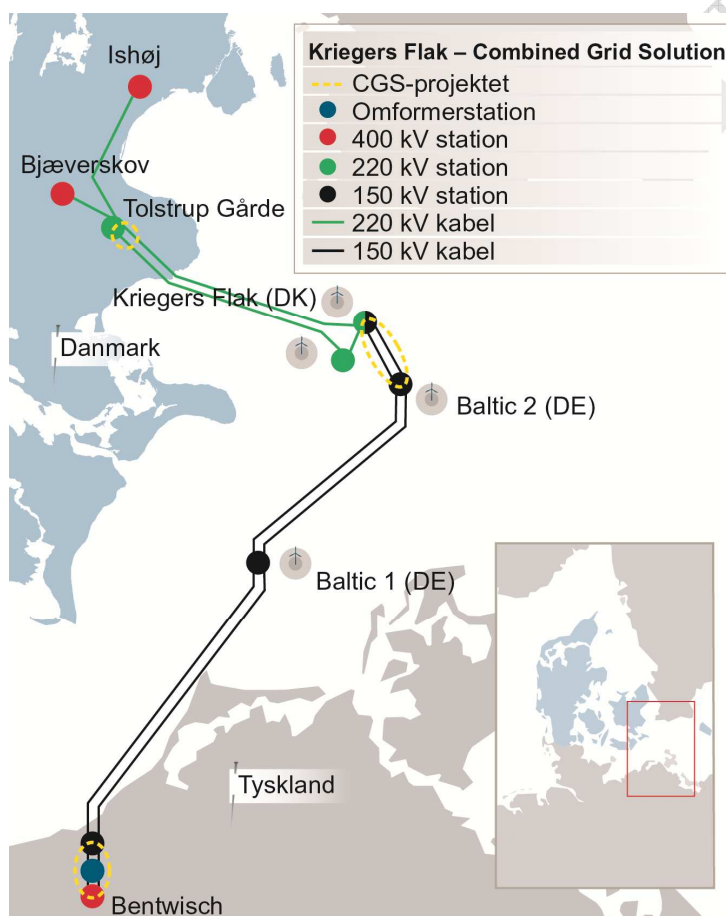 Ishøj
Bjæverskov
Tolstrup Gårde
Kriegers Flak (DK)
Danmark
Baltic 2 (DE)
Baltic 1 (DE)
Tyskland
Bentwisch
Kriegers Flak – Combined Grid Solution
CGS-projektet
Omformerstation
400 kV station
220 kV station
150 kV station
220 kV kabel
150 kV kabel